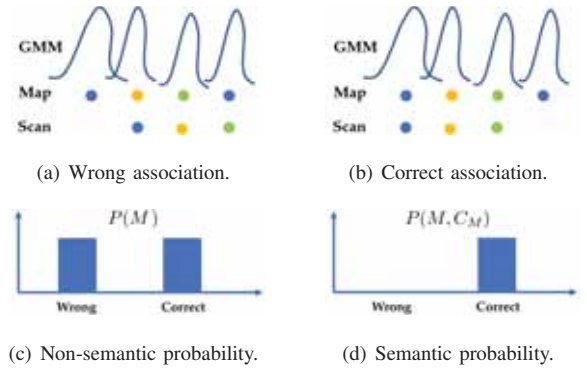 GMM
Map
Scan
(a) Wrong association.
GMM
Map
Scan
(b) Correct association.
P(M)
Wrong Correct
(c) Non-semantic probability.
P(M, C_M)
Correct
Wrong
(d) Semantic probability.